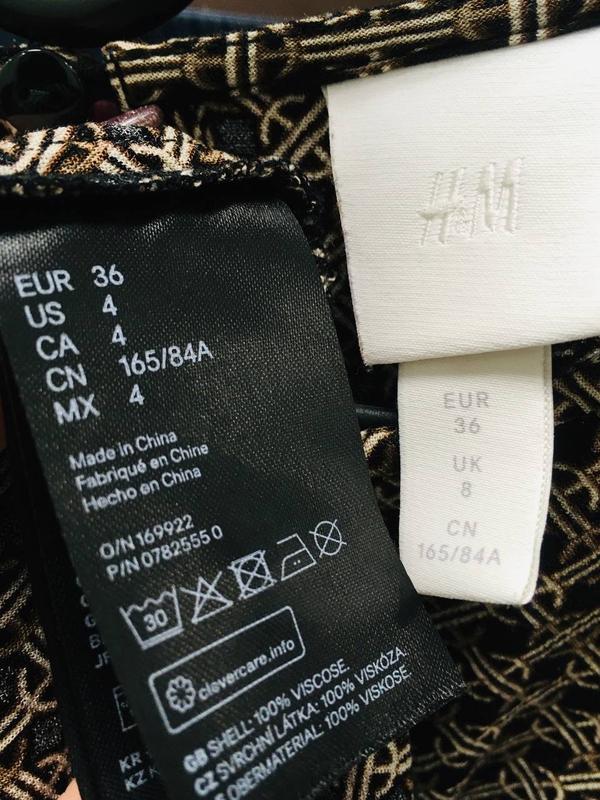 EUR 36
US 4
CA 4
CN 165/84A
MX 4
Made in China
Fabriqué en Chine
Hecho en China
O/N 169922
P/N 0782555 0
30
clevercare.info
GB SHELL: 100% VISCOSE.
CZ SVRCHNÍ LÁTKA: 100% VISKÓZA.
OBERMATERIAL: 100% VISKOSE.
KR
KZ
H&M
EUR
36
UK
8
CN
165/84A